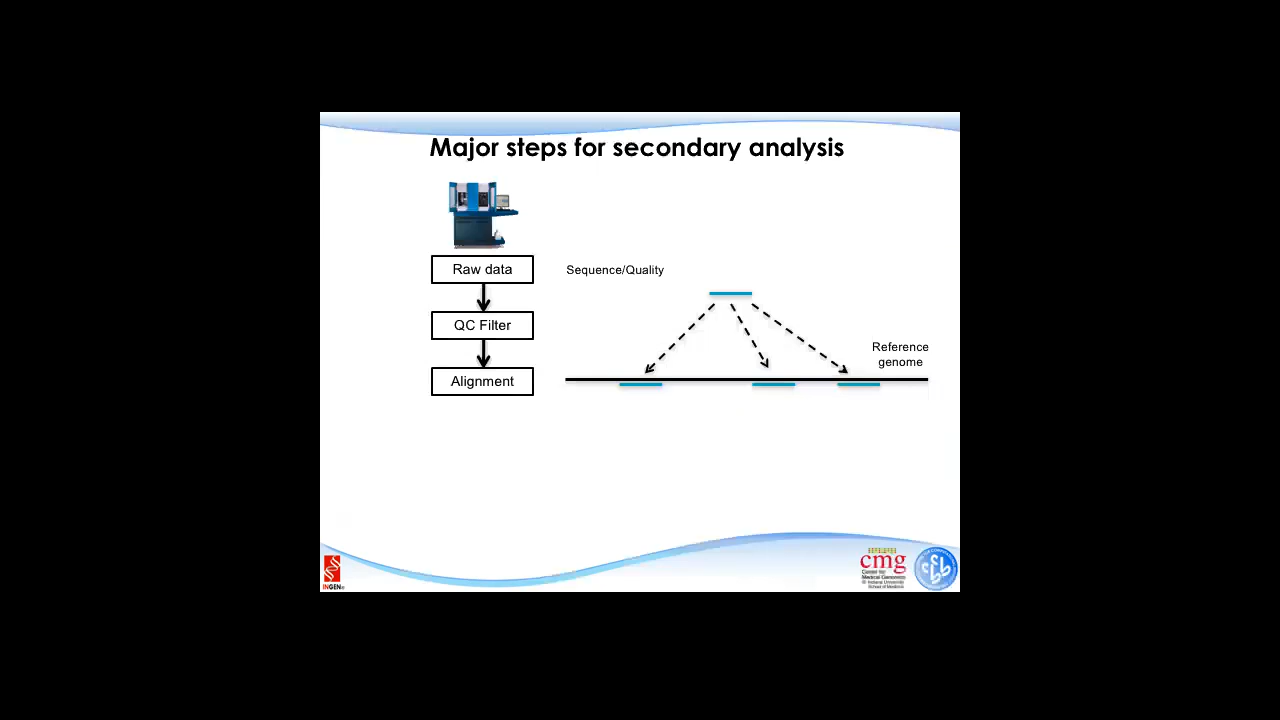 Major steps for secondary analysis
Raw data
Sequence/Quality
QC Filter
Reference
genome
Alignment
INGEN
cmg
Center for
Medical Genomics
Indiana University
School of Medicine